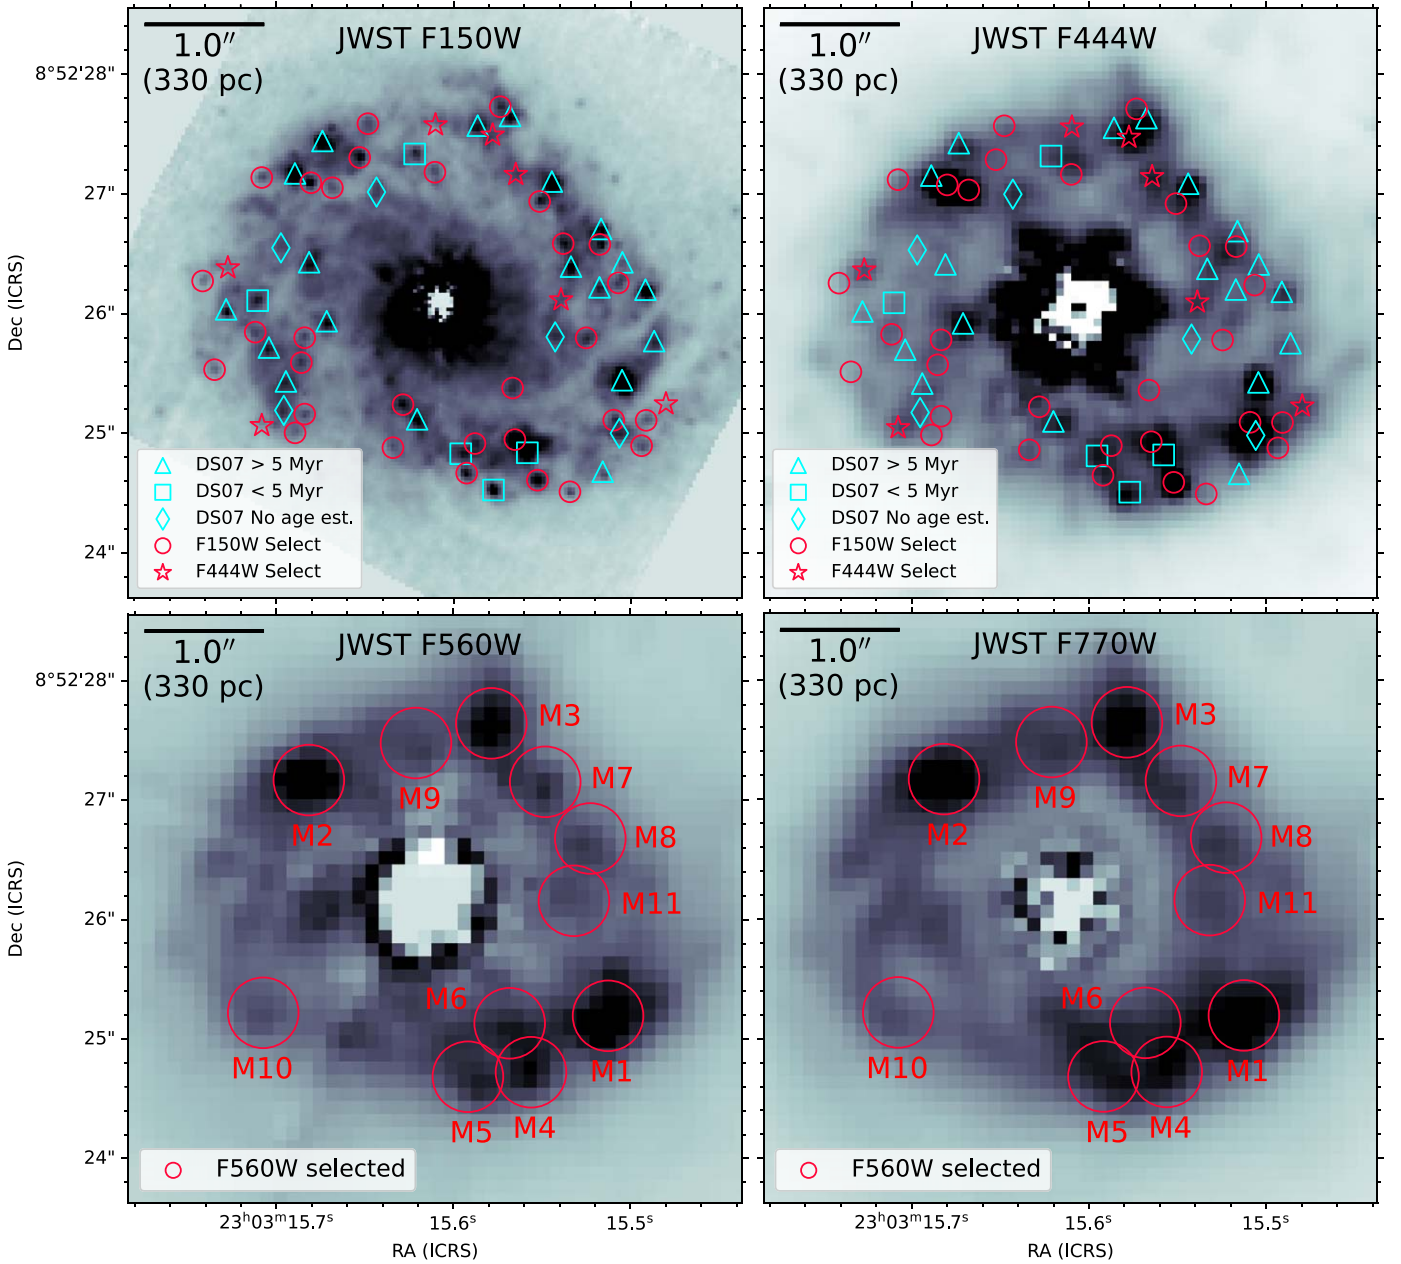 JWST F150W
1.0″
(330 pc)
8°52'28"
27"
26"
25"
24"
Dec (ICRS)
DS07 > 5 Myr
DS07 < 5 Myr
DS07 No age est.
F150W Select
F444W Select
JWST F444W
1.0″
(330 pc)
DS07 > 5 Myr
DS07 < 5 Myr
DS07 No age est.
F150W Select
F444W Select
JWST F560W
1.0″
(330 pc)
8°52'28"
27"
26"
25"
24"
Dec (ICRS)
M3
M7
M9
M2
M8
M11
M6
M10
M1
M5
M4
F560W selected
23ʰ03ᵐ15.7ˢ
15.6ˢ
15.5ˢ
RA (ICRS)
JWST F770W
1.0″
(330 pc)
M3
M7
M9
M2
M8
M11
M6
M10
M1
M5
M4
F560W selected
23ʰ03ᵐ15.7ˢ
15.6ˢ
15.5ˢ
RA (ICRS)